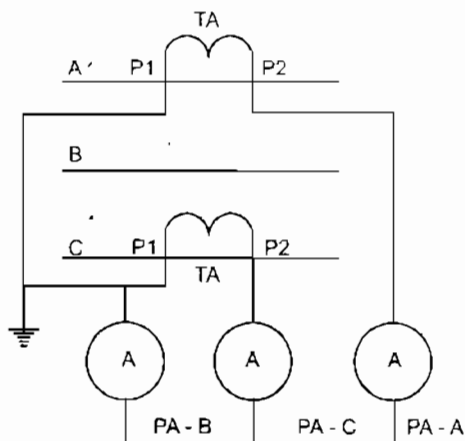 TA
A P1 P2
B
C P1 P2
TA
A A A
PA - B PA - C PA - A